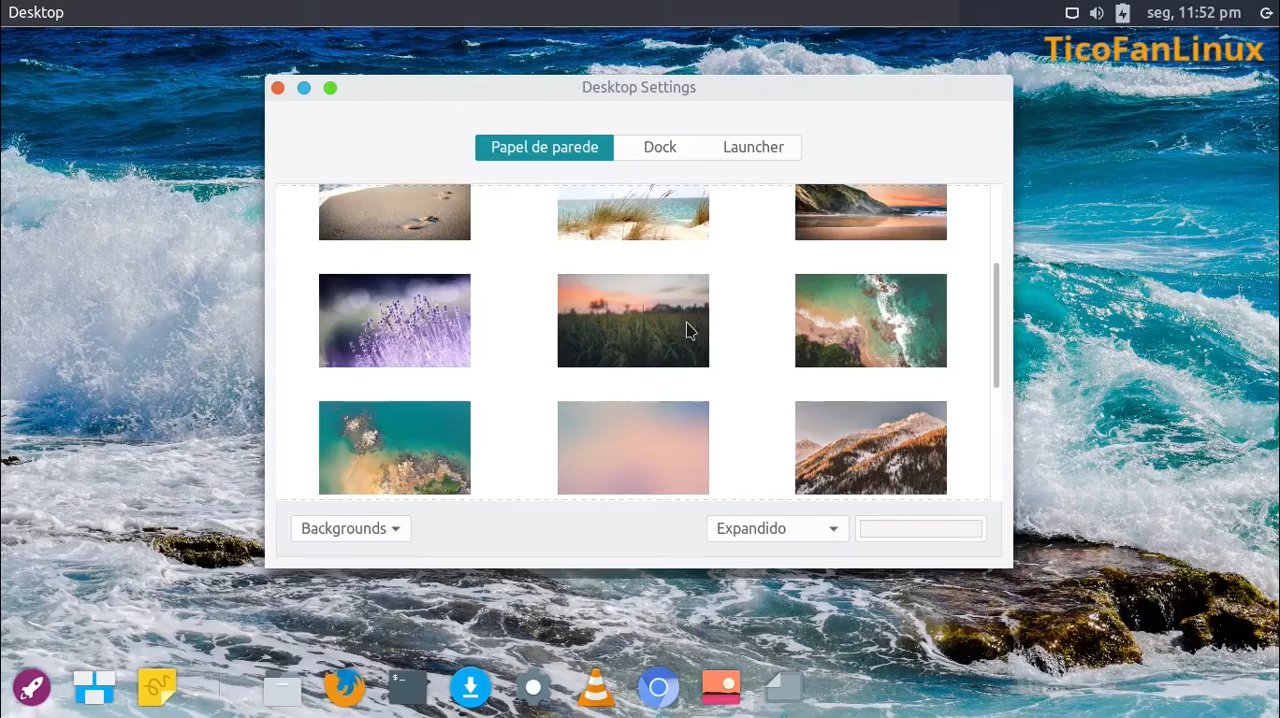 Desktop
seg, 11:52 pm
TicoFanLinux
Desktop Settings
Papel de parede
Dock
Launcher
Backgrounds
Expandido
$-